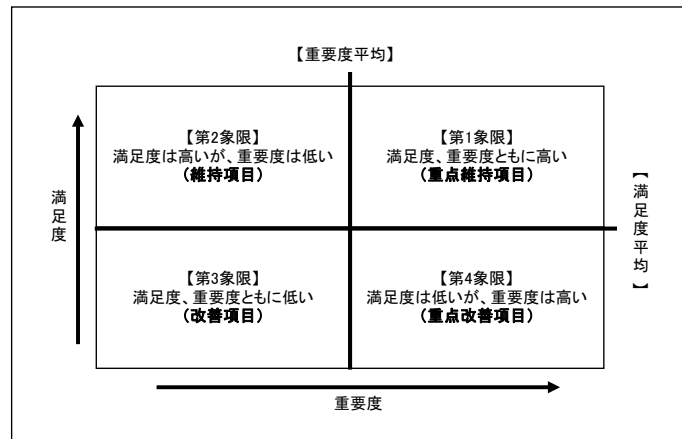 【重要度平均】
【第2象限】
満足度は高いが、重要度は低い
(維持項目)
【第1象限】
満足度、重要度ともに高い
(重点維持項目)
満足度
【満足度平均】
【第3象限】
満足度、重要度ともに低い
(改善項目)
【第4象限】
満足度は低いが、重要度は高い
(重点改善項目)
重要度